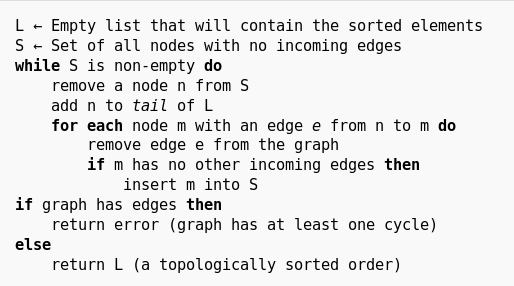 L ← Empty list that will contain the sorted elements
S ← Set of all nodes with no incoming edges
while S is non-empty do
    remove a node n from S
    add n to tail of L
    for each node m with an edge e from n to m do
        remove edge e from the graph
        if m has no other incoming edges then
            insert m into S
if graph has edges then
    return error (graph has at least one cycle)
else
    return L (a topologically sorted order)